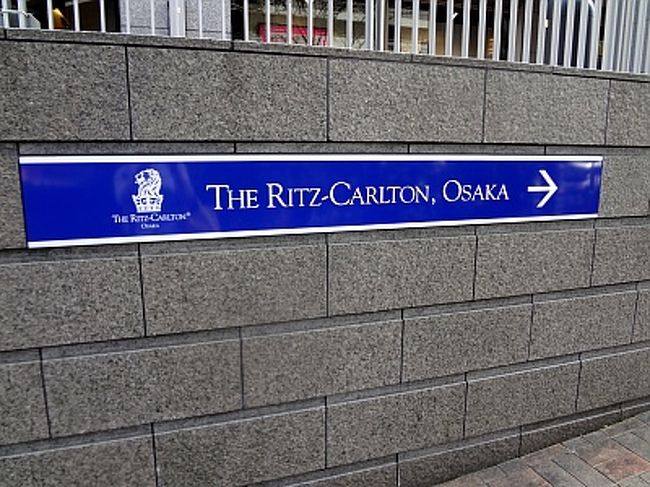 THE RITZ-CARLTON®
OSAKA
THE RITZ-CARLTON, OSAKA →